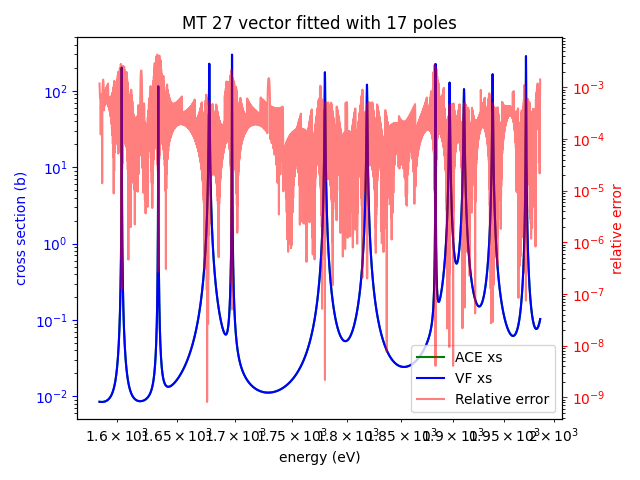 MT 27 vector fitted with 17 poles
cross section (b)
10²
10¹
10⁰
10⁻¹
10⁻²
10⁻³
10⁻⁴
10⁻⁵
10⁻⁶
10⁻⁷
10⁻⁸
10⁻⁹
relative error
ACE xs
VF xs
Relative error
1.6 × 10³ 1.65 × 10³ 1.7 × 10³ 1.75 × 10³ 1.8 × 10³ 1.85 × 10³ 1.9 × 10³ 1.95 × 10³ 2 × 10³
energy (eV)